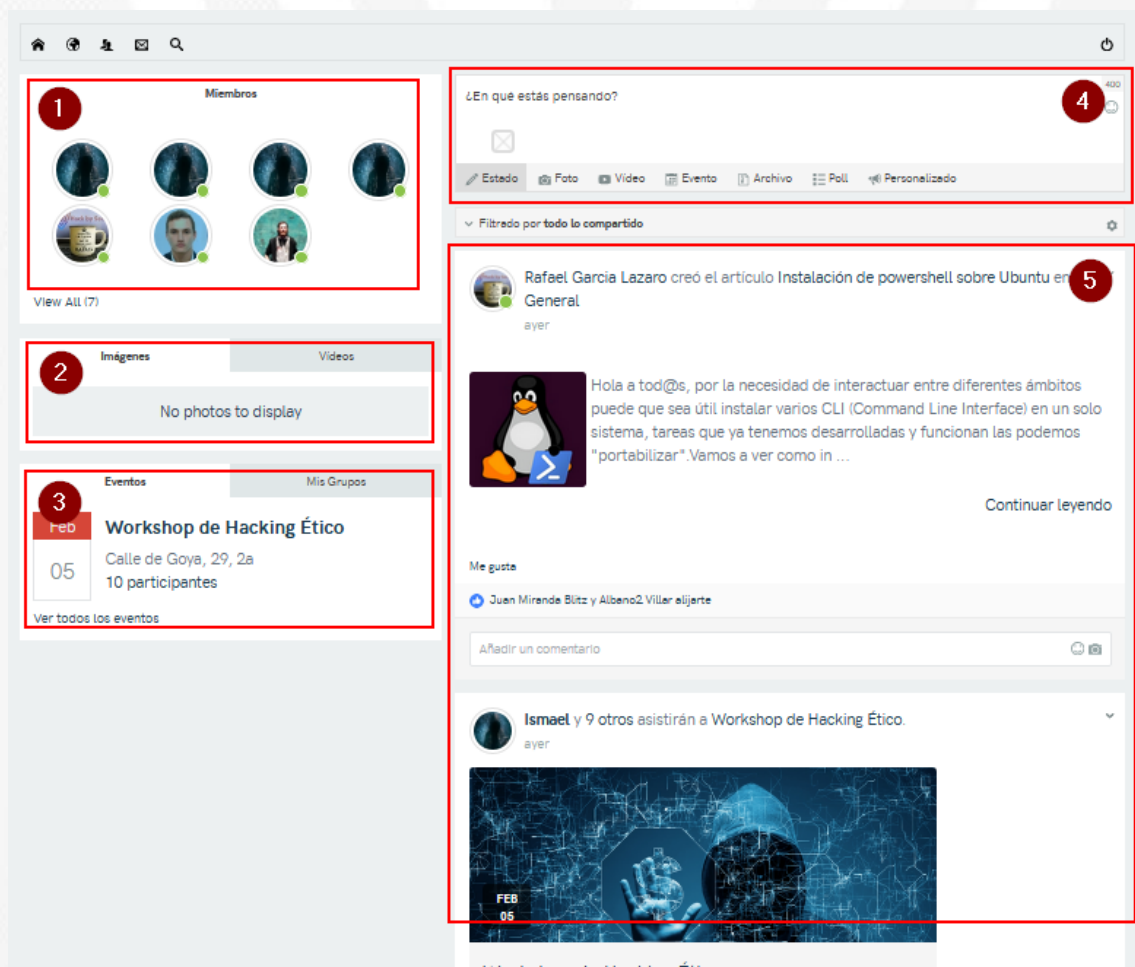 1
Miembros
View All (7)
2
Imágenes
Vídeos
No photos to display
3
Eventos
Mis Grupos
Feb
05
Workshop de Hacking Ético
Calle de Goya, 29, 2a
10 participantes
Ver todos los eventos
¿En qué estás pensando?
400
4
Estado Foto Vídeo Evento Archivo Poll Personalizado
Filtrado por todo lo compartido
5
Rafael Garcia Lazaro creó el artículo Instalación de powershell sobre Ubuntu en
General
ayer
Hola a tod@s, por la necesidad de interactuar entre diferentes ámbitos
puede que sea útil instalar varios CLI (Command Line Interface) en un solo
sistema, tareas que ya tenemos desarrolladas y funcionan las podemos
"portabilizar".Vamos a ver como in ...
Continuar leyendo
Me gusta
Juan Miranda Blitz y Albano2 Villar alijarte
Añadir un comentario
Ismael y 9 otros asistirán a Workshop de Hacking Ético.
ayer
FEB
05